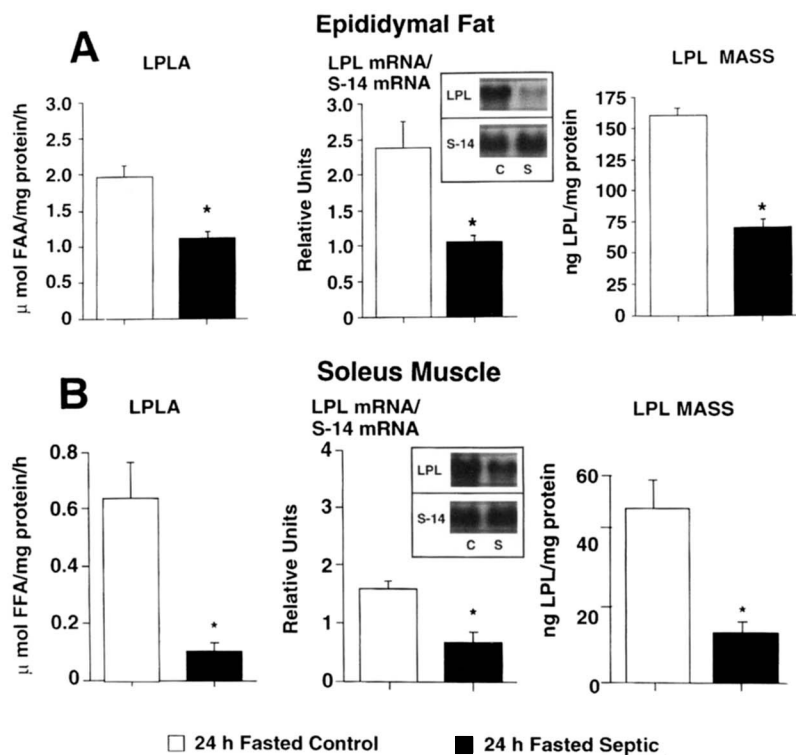 Epididymal Fat
A
LPLA
LPL mRNA/
S-14 mRNA
LPL MASS
μ mol FAA/mg protein/h
3.0
2.5
2.0
1.5
1.0
0.5
0
*
Relative Units
3.0
2.5
2.0
1.5
1.0
0.5
0
*
LPL
S-14
C S
ng LPL/mg protein
175
150
125
100
75
50
25
0
*
Soleus Muscle
B
LPLA
LPL mRNA/
S-14 mRNA
LPL MASS
μ mol FFA/mg protein/h
0.8
0.6
0.4
0.2
0
*
Relative Units
4
3
2
1
0
*
LPL
S-14
C S
ng LPL/mg protein
60
40
20
0
*
24 h Fasted Control
24 h Fasted Septic